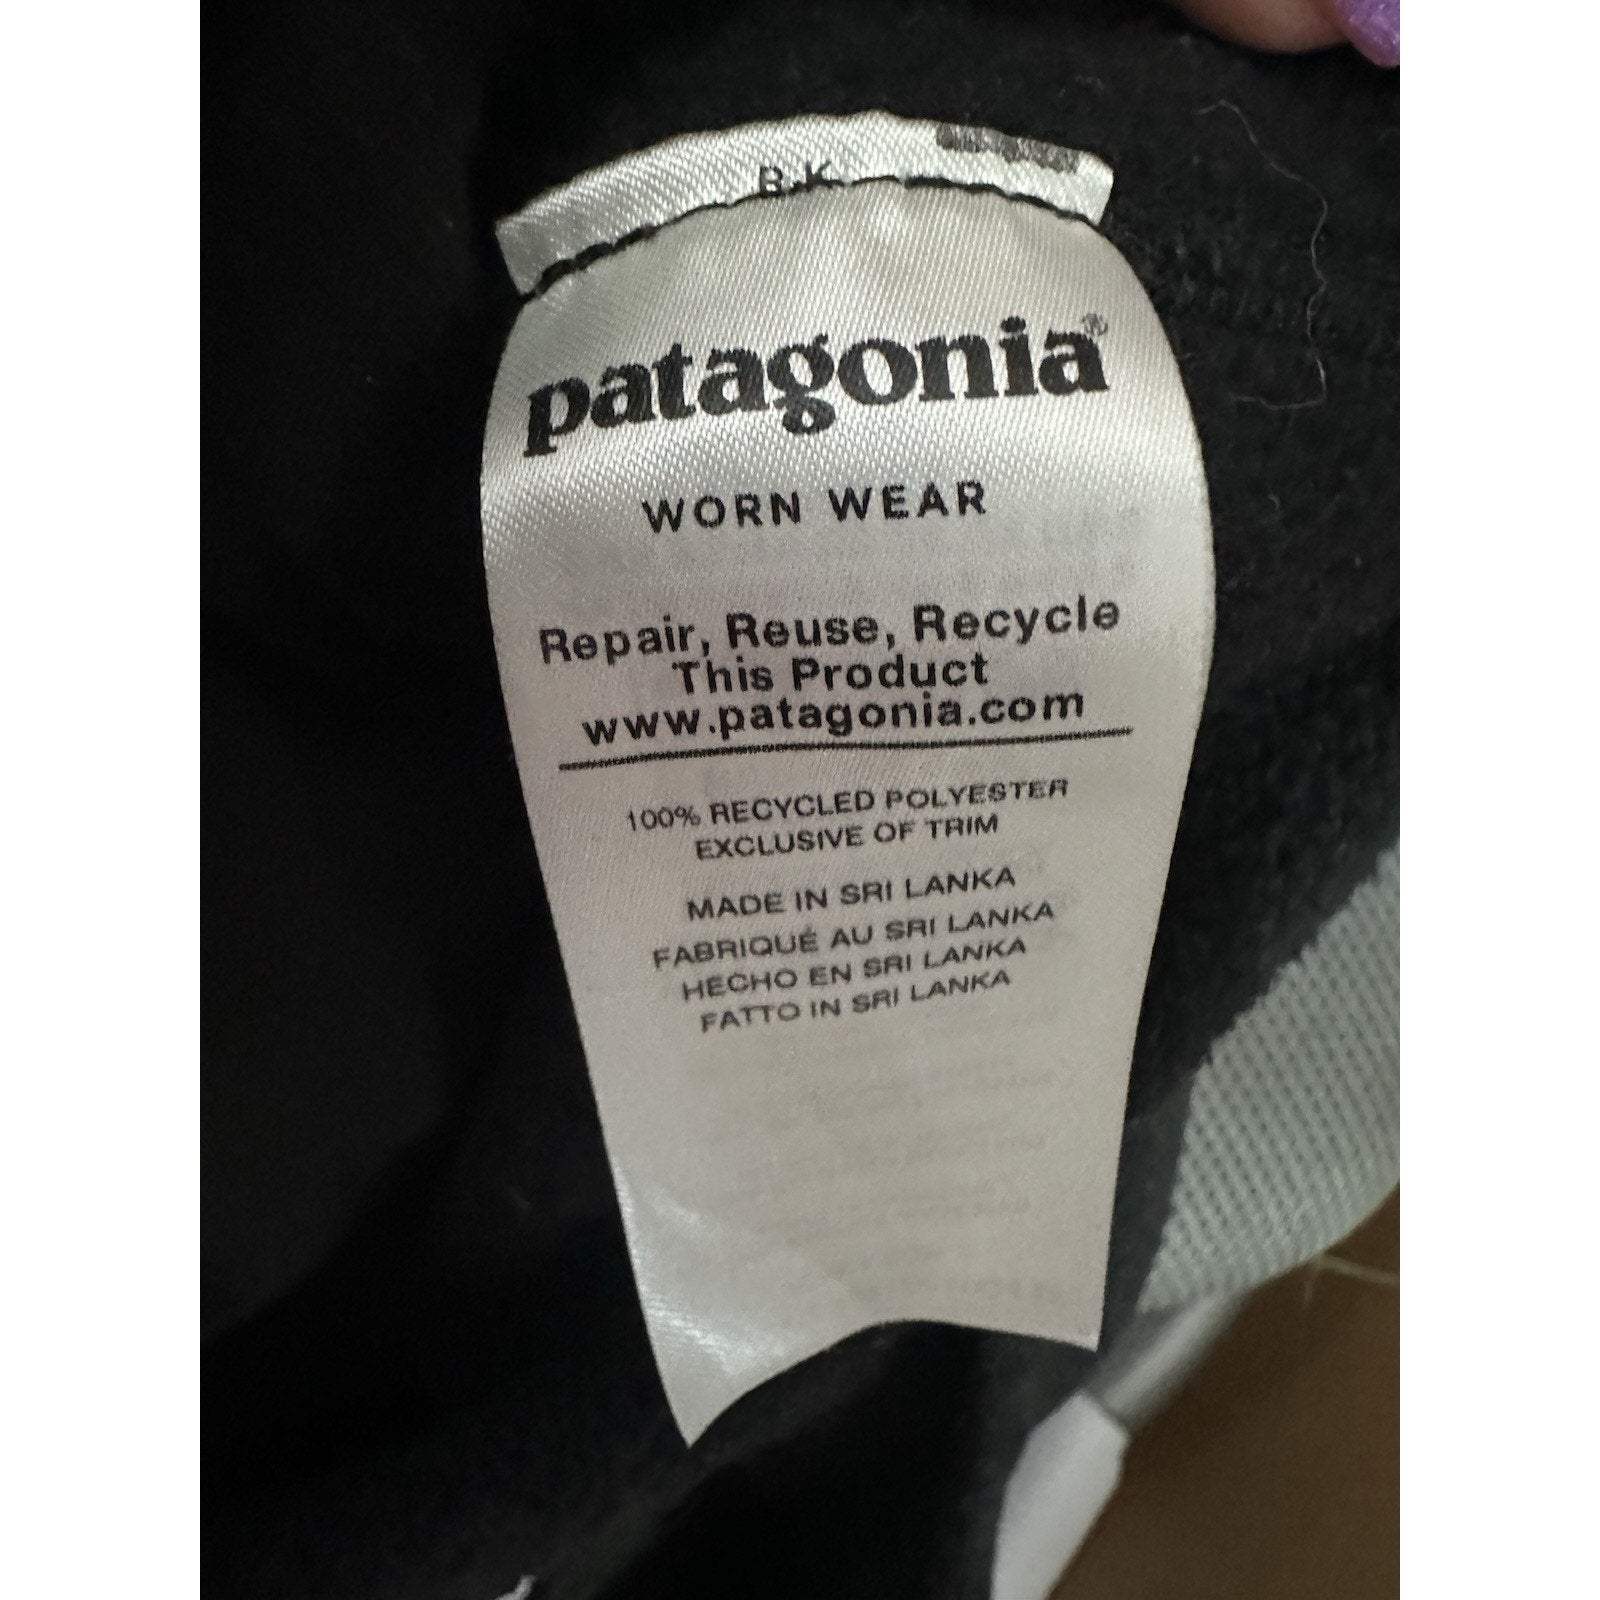 B.K.
patagonia®
WORN WEAR
Repair, Reuse, Recycle
This Product
www.patagonia.com
100% RECYCLED POLYESTER
EXCLUSIVE OF TRIM
MADE IN SRI LANKA
FABRIQUÉ AU SRI LANKA
HECHO EN SRI LANKA
FATTO IN SRI LANKA